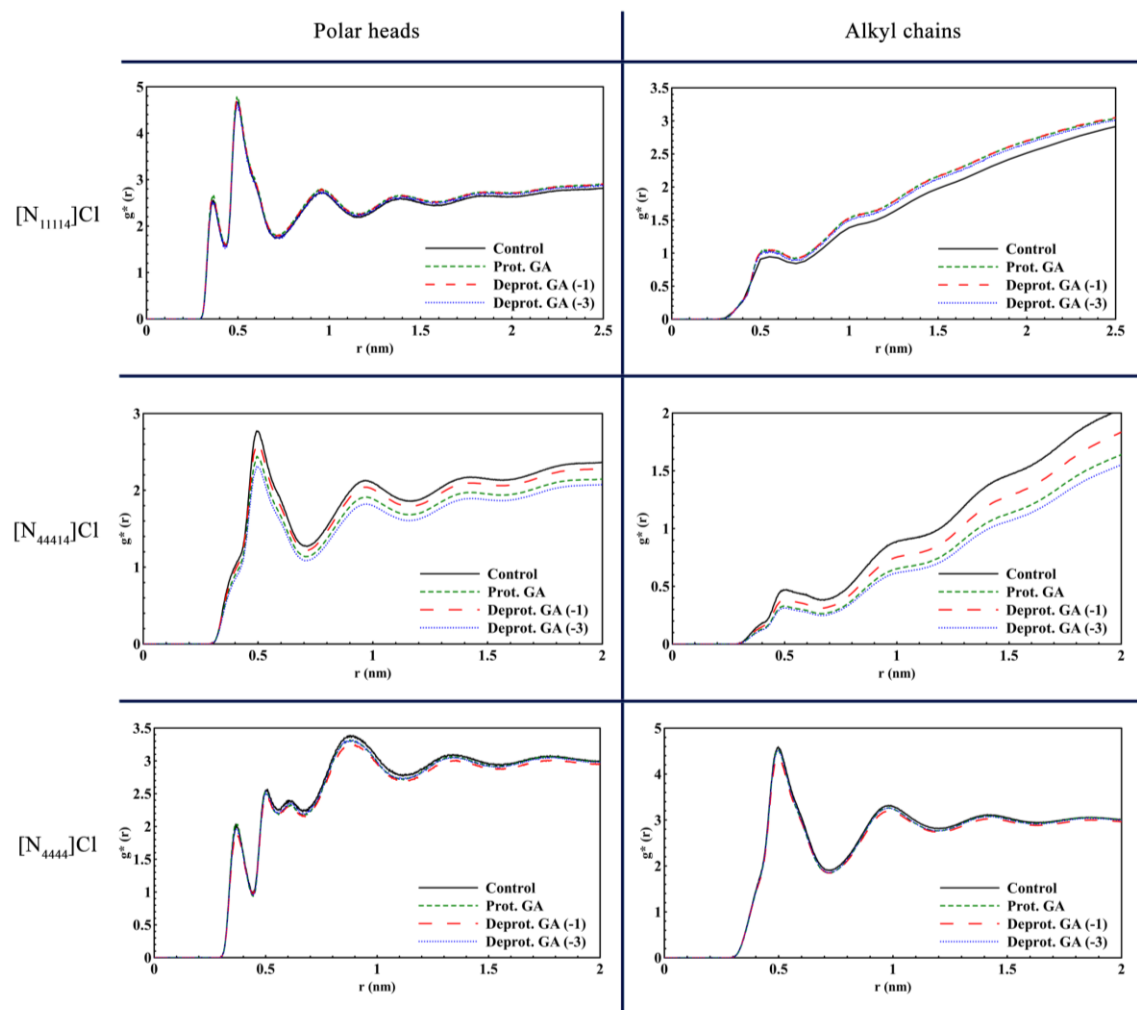 Polar heads
Alkyl chains
[N11114]Cl
g* (r)
5
4
3
2
1
0
0
0.5
1
1.5
2
2.5
r (nm)
Control
Prot. GA
Deprot. GA (-1)
Deprot. GA (-3)
g* (r)
3.5
3
2.5
2
1.5
1
0.5
0
0
0.5
1
1.5
2
2.5
r (nm)
Control
Prot. GA
Deprot. GA (-1)
Deprot. GA (-3)
[N44414]Cl
g* (r)
3
2
1
0
0
0.5
1
1.5
2
r (nm)
Control
Prot. GA
Deprot. GA (-1)
Deprot. GA (-3)
g* (r)
2
1.5
1
0.5
0
0
0.5
1
1.5
2
r (nm)
Control
Prot. GA
Deprot. GA (-1)
Deprot. GA (-3)
[N4444]Cl
g* (r)
3.5
3
2.5
2
1.5
1
0.5
0
0
0.5
1
1.5
2
r (nm)
Control
Prot. GA
Deprot. GA (-1)
Deprot. GA (-3)
g* (r)
5
4
3
2
1
0
0
0.5
1
1.5
2
r (nm)
Control
Prot. GA
Deprot. GA (-1)
Deprot. GA (-3)